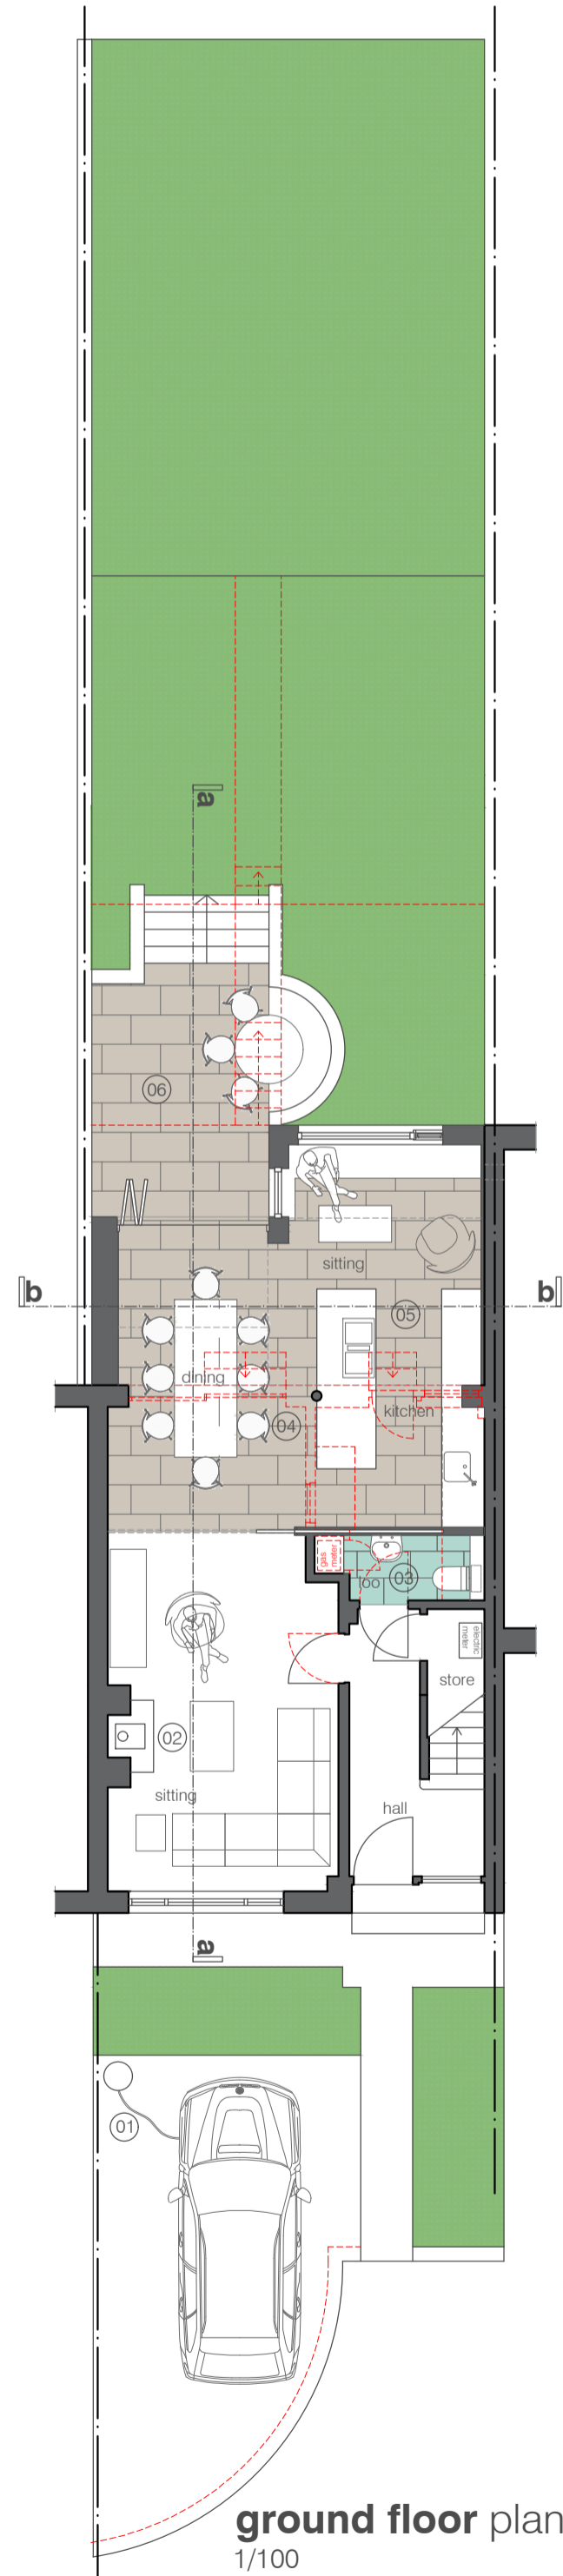 a
06
sitting
b
b
05
dining
kitchen
04
gas
meter
loo
03
electric
meter
store
02
sitting
hall
a
01
ground floor plan
1/100